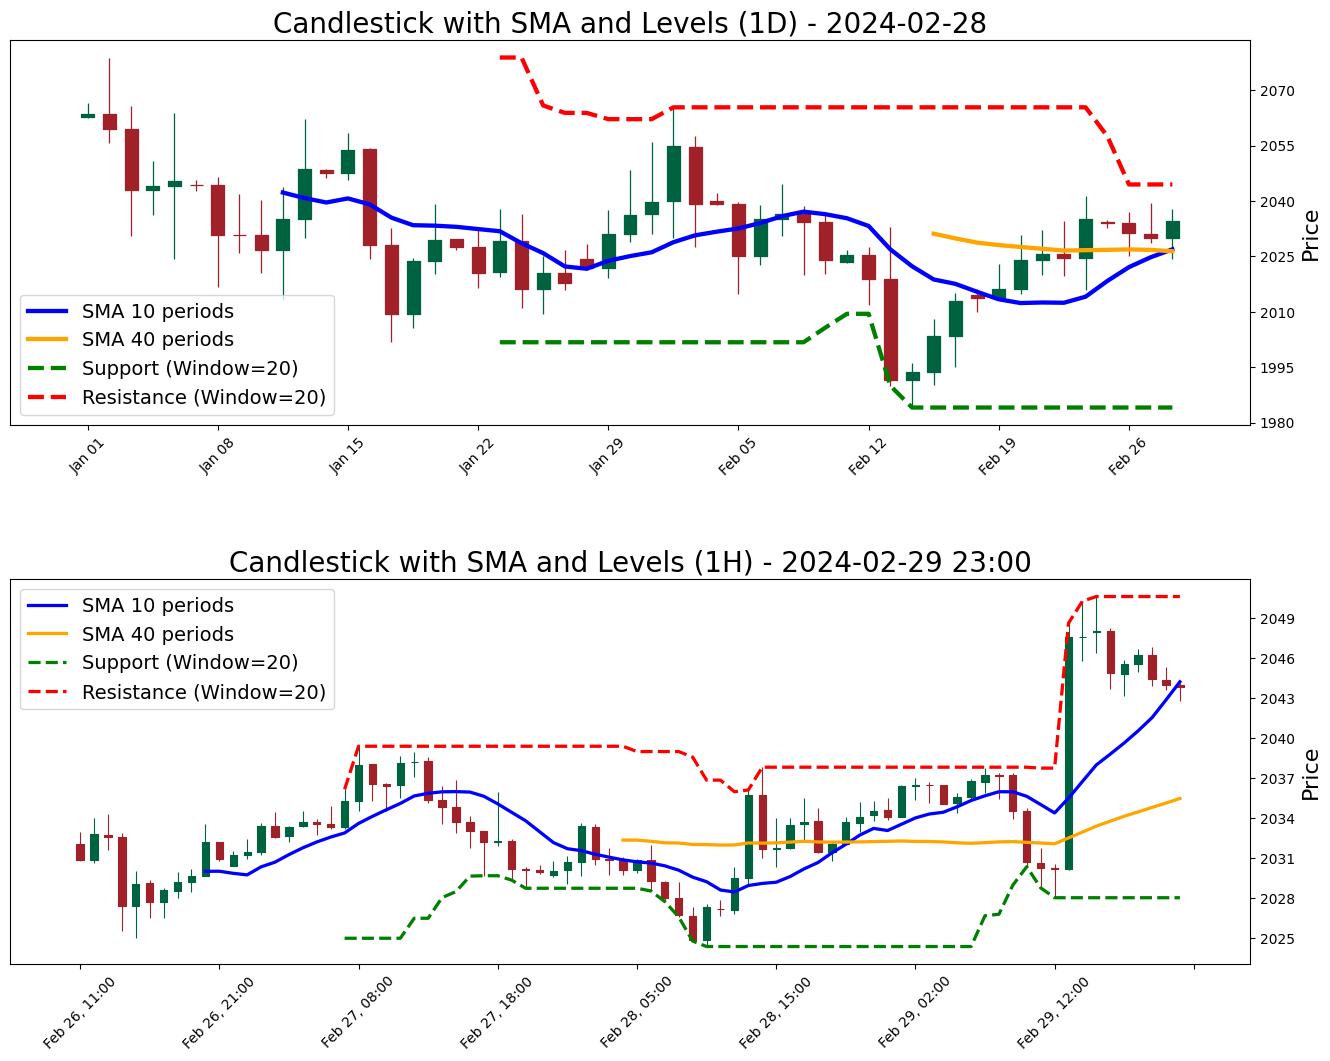 Candlestick with SMA and Levels (1D) - 2024-02-28
SMA 10 periods
SMA 40 periods
Support (Window=20)
Resistance (Window=20)
2070
2055
2040
2025
2010
1995
1980
Price
Jan 01
Jan 08
Jan 15
Jan 22
Jan 29
Feb 05
Feb 12
Feb 19
Feb 26
Candlestick with SMA and Levels (1H) - 2024-02-29 23:00
SMA 10 periods
SMA 40 periods
Support (Window=20)
Resistance (Window=20)
2049
2046
2043
2040
2037
2034
2031
2028
2025
Price
Feb 26, 11:00
Feb 26, 21:00
Feb 27, 08:00
Feb 27, 18:00
Feb 28, 05:00
Feb 28, 15:00
Feb 29, 02:00
Feb 29, 12:00